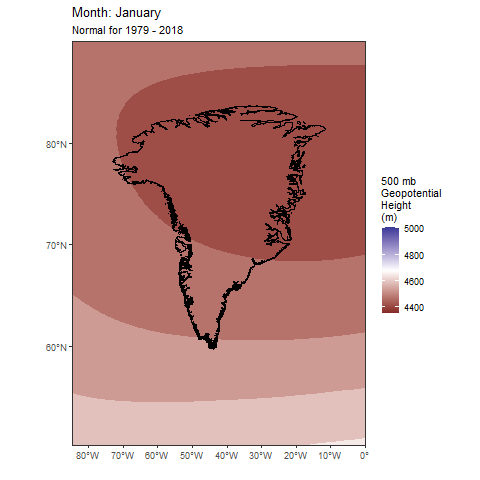 Month: January
Normal for 1979 - 2018
80°N
70°N
60°N
80°W
70°W
60°W
50°W
40°W
30°W
20°W
10°W
0°
500 mb
Geopotential
Height
(m)
5000
4800
4600
4400